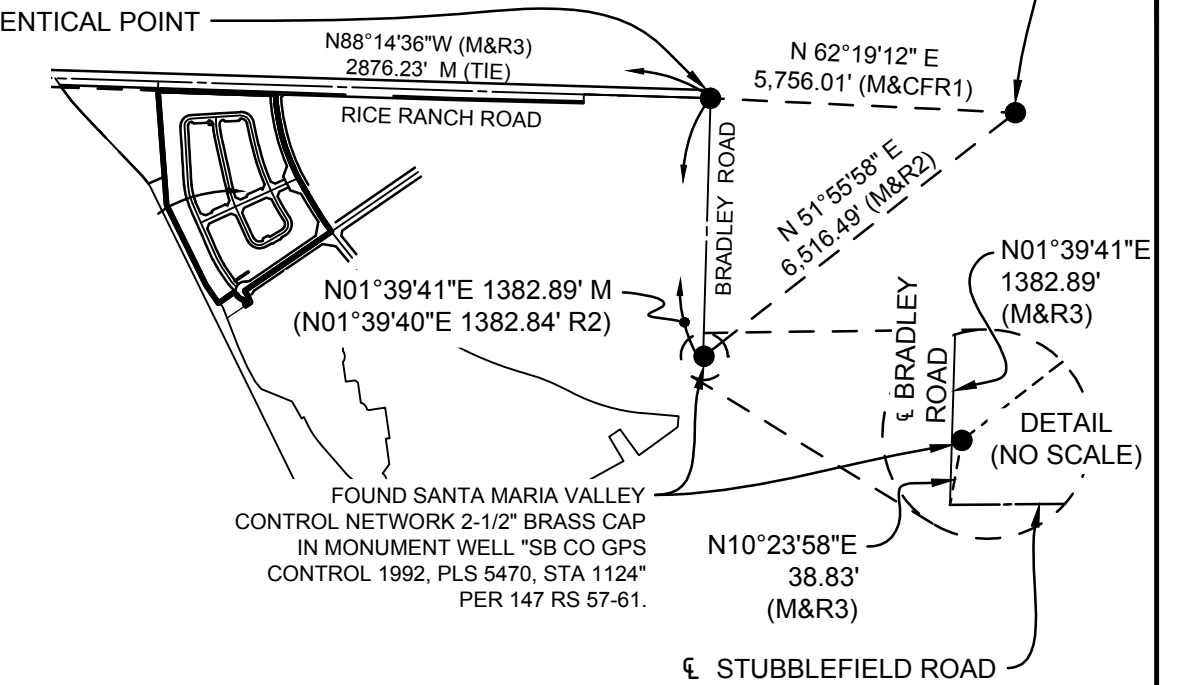 ENTICAL POINT
N88°14'36"W (M&R3)
2876.23' M (TIE)
RICE RANCH ROAD
N 62°19'12" E
5,756.01' (M&CFR1)
BRADLEY ROAD
N 51°55'58" E
6,516.49' (M&R2)
N01°39'41"E 1382.89' M
(N01°39'40"E 1382.84' R2)
N01°39'41"E
1382.89'
(M&R3)
℄ BRADLEY
ROAD
DETAIL
(NO SCALE)
FOUND SANTA MARIA VALLEY
CONTROL NETWORK 2-1/2" BRASS CAP
IN MONUMENT WELL "SB CO GPS
CONTROL 1992, PLS 5470, STA 1124"
PER 147 RS 57-61.
N10°23'58"E
38.83'
(M&R3)
℄ STUBBLEFIELD ROAD